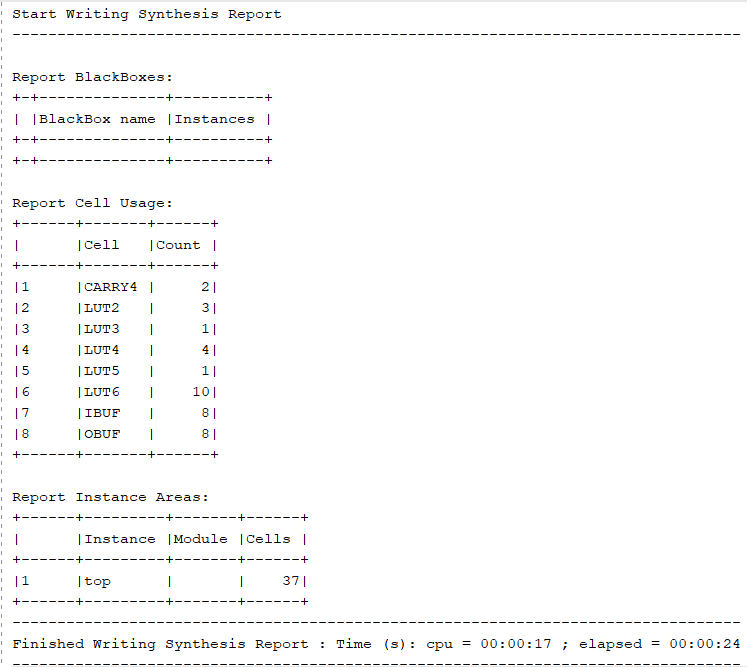 Start Writing Synthesis Report
---------------------------------------------------------------------------------

Report BlackBoxes:
+-+--------------+----------+
| |BlackBox name |Instances |
+-+--------------+----------+
+-+--------------+----------+

Report Cell Usage:
+------+-------+------+
|      |Cell   |Count |
+------+-------+------+
|1     |CARRY4 |     2|
|2     |LUT2   |     3|
|3     |LUT3   |     1|
|4     |LUT4   |     4|
|5     |LUT5   |     1|
|6     |LUT6   |    10|
|7     |IBUF   |     8|
|8     |OBUF   |     8|
+------+-------+------+

Report Instance Areas:
+------+---------+-------+------+
|      |Instance |Module |Cells |
+------+---------+-------+------+
|1     |top      |       |    37|
+------+---------+-------+------+
---------------------------------------------------------------------------------
Finished Writing Synthesis Report : Time (s): cpu = 00:00:17 ; elapsed = 00:00:24
---------------------------------------------------------------------------------